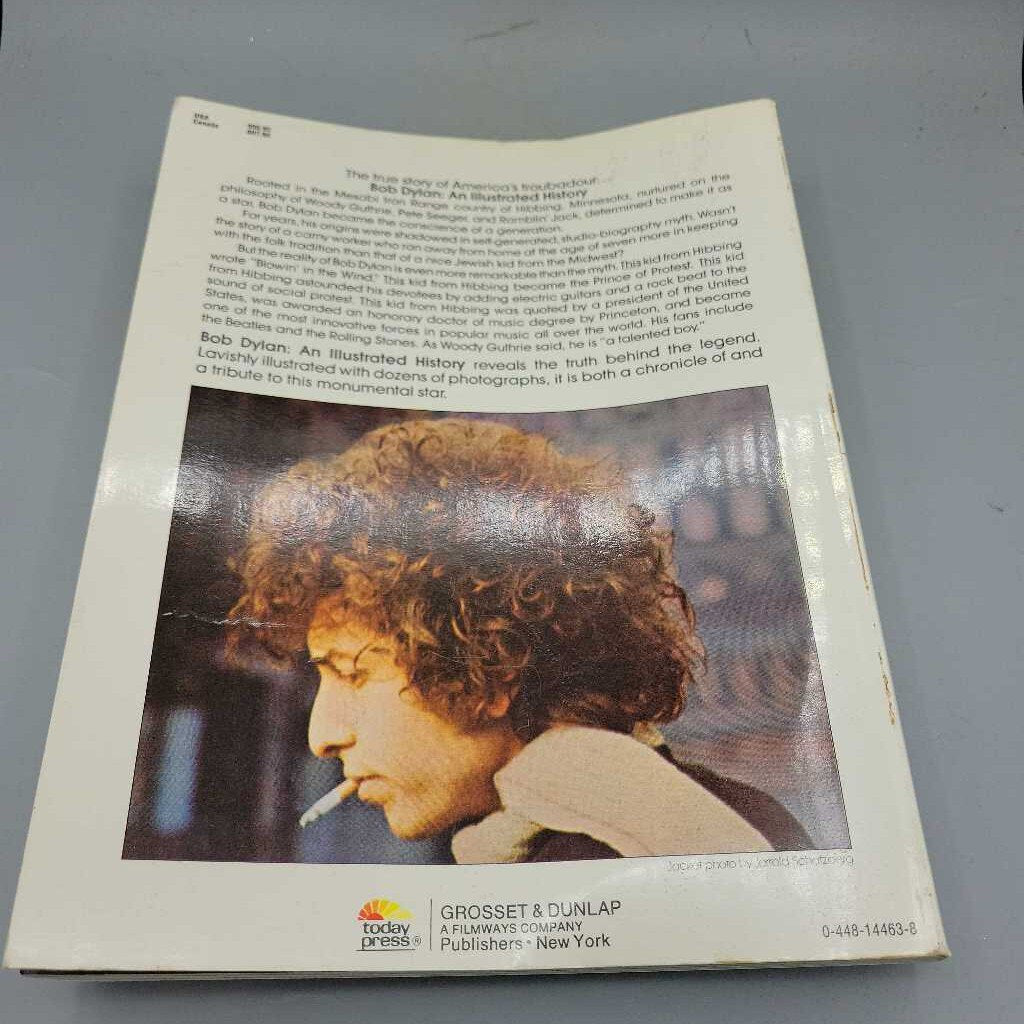 USA
Canada
The true story of America's troubadour...
Bob Dylan: An Illustrated History
Rooted in the Mesabi Iron Range country of Hibbing, Minnesota, nurtured on the
philosophy of Woody Guthrie, Pete Seeger, and Ramblin' Jack, determined to make it as
a star, Bob Dylan became the conscience of a generation.
For years, his origins were shadowed in self-generated, studio-biography myth. Wasn't
the story of a carny worker who ran away from home at the age of seven more in keeping
with the folk tradition than that of a nice Jewish kid from the Midwest?
But the reality of Bob Dylan is even more remarkable than the myth. This kid from Hibbing
wrote "Blowin' in the Wind." This kid from Hibbing became the Prince of Protest. This kid
from Hibbing astounded his devotees by adding electric guitars and a rock beat to the
sound of social protest. This kid from Hibbing was quoted by a president of the United
States, was awarded an honorary doctor of music degree by Princeton, and became
one of the most innovative forces in popular music all over the world. His fans include
the Beatles and the Rolling Stones. As Woody Guthrie said, he is "a talented boy."
Bob Dylan: An Illustrated History reveals the truth behind the legend.
Lavishly illustrated with dozens of photographs, it is both a chronicle of and
a tribute to this monumental star.
Jacket photo by Jerrold Schatzberg
today
press®
GROSSET & DUNLAP
A FILMWAYS COMPANY
Publishers • New York
0-448-14463-8